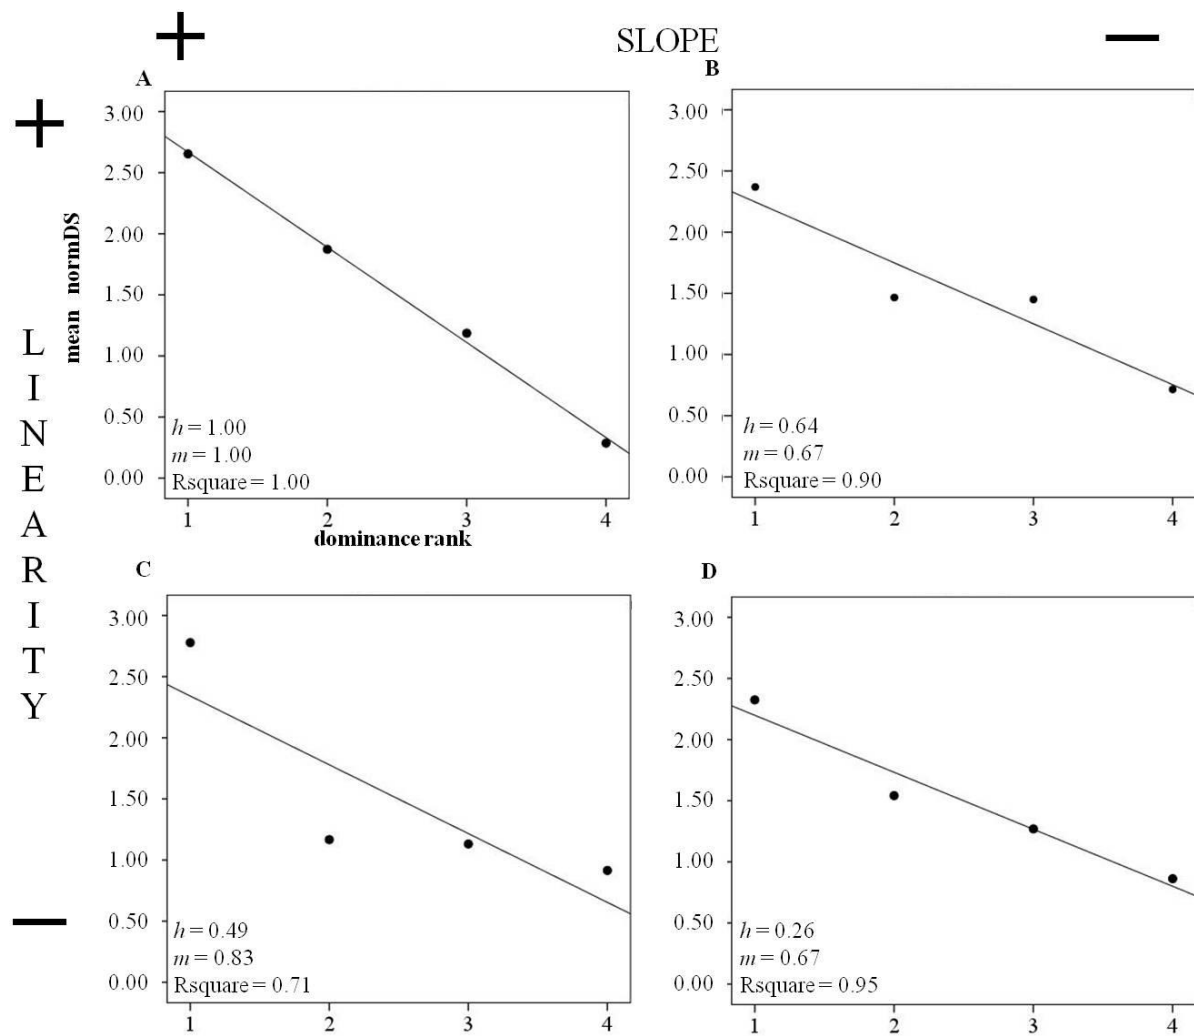 + SLOPE −
+
LINEARITY
−
A
mean normDS
3.00
2.50
2.00
1.50
1.00
0.50
0.00
h = 1.00
m = 1.00
Rsquare = 1.00
1 2 3 4
dominance rank
B
3.00
2.50
2.00
1.50
1.00
0.50
0.00
h = 0.64
m = 0.67
Rsquare = 0.90
1 2 3 4
C
3.00
2.50
2.00
1.50
1.00
0.50
0.00
h = 0.49
m = 0.83
Rsquare = 0.71
1 2 3 4
D
3.00
2.50
2.00
1.50
1.00
0.50
0.00
h = 0.26
m = 0.67
Rsquare = 0.95
1 2 3 4